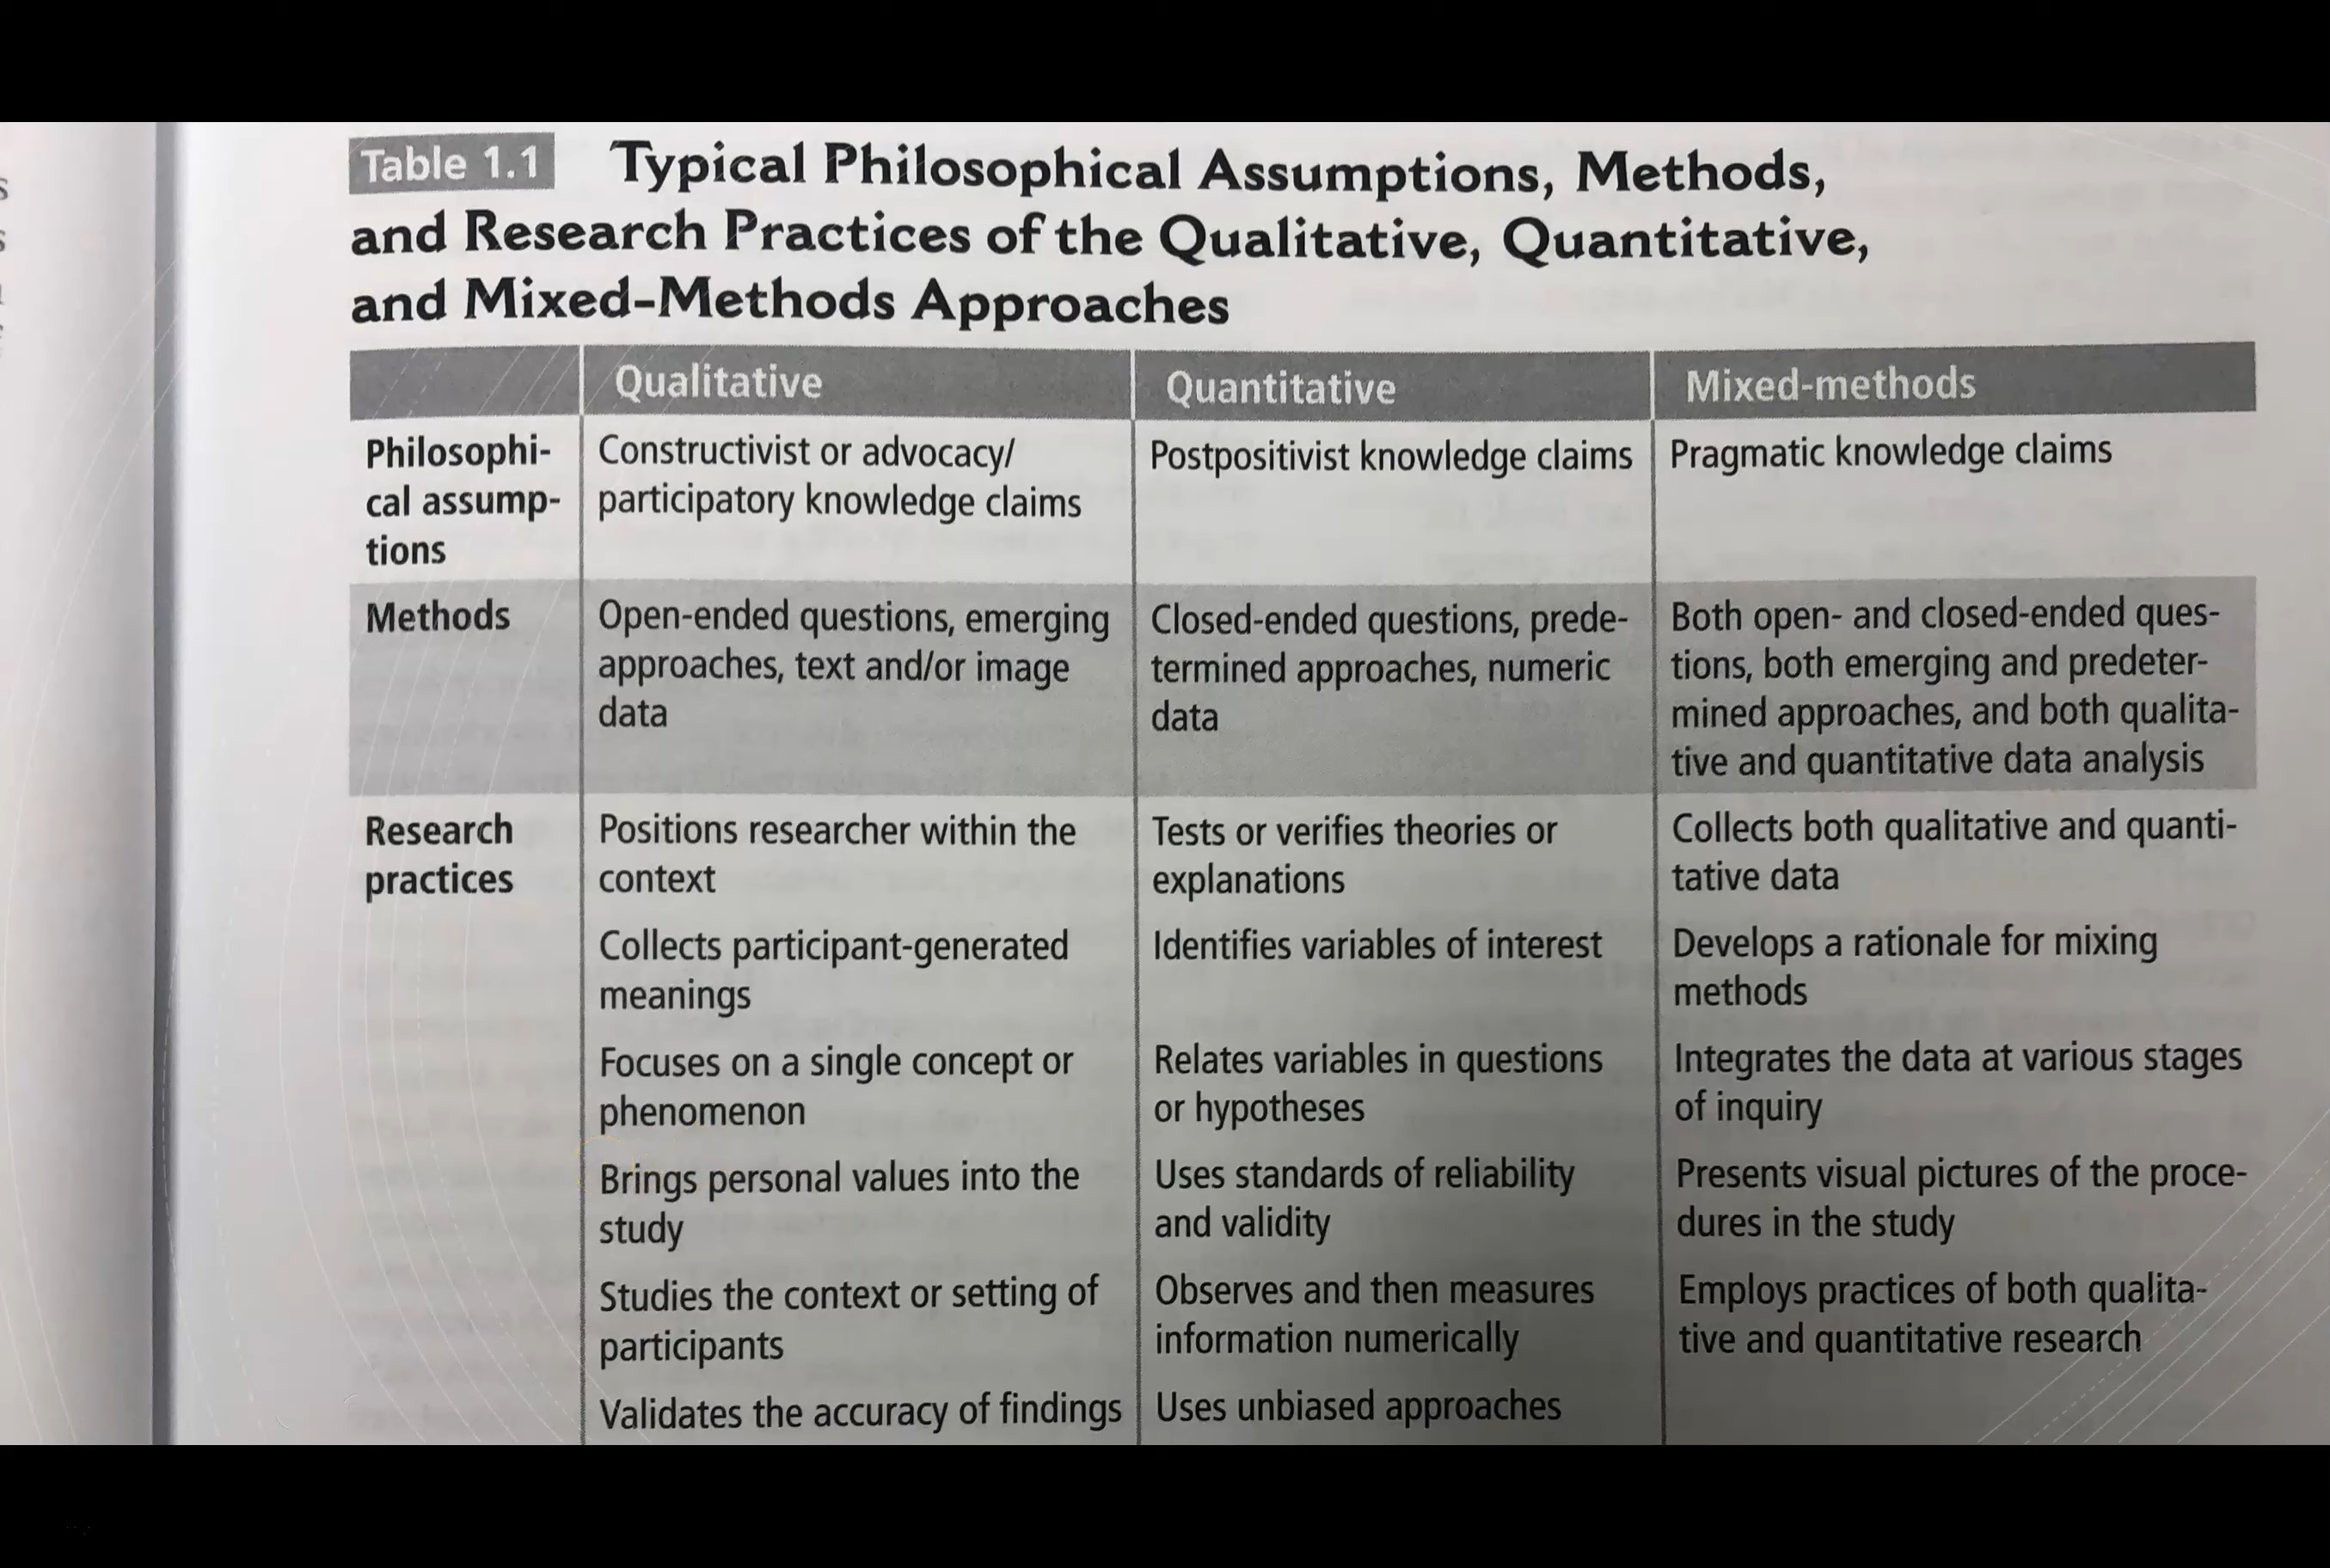 Table 1.1 Typical Philosophical Assumptions, Methods,
and Research Practices of the Qualitative, Quantitative,
and Mixed-Methods Approaches
Qualitative Quantitative Mixed-methods
Philosophi-
cal assump-
tions
Constructivist or advocacy/
participatory knowledge claims
Postpositivist knowledge claims
Pragmatic knowledge claims
Methods
Open-ended questions, emerging
approaches, text and/or image
data
Closed-ended questions, prede-
termined approaches, numeric
data
Both open- and closed-ended ques-
tions, both emerging and predeter-
mined approaches, and both qualita-
tive and quantitative data analysis
Research
practices
Positions researcher within the
context
Tests or verifies theories or
explanations
Collects both qualitative and quanti-
tative data
Collects participant-generated
meanings
Identifies variables of interest
Develops a rationale for mixing
methods
Focuses on a single concept or
phenomenon
Relates variables in questions
or hypotheses
Integrates the data at various stages
of inquiry
Brings personal values into the
study
Uses standards of reliability
and validity
Presents visual pictures of the proce-
dures in the study
Studies the context or setting of
participants
Observes and then measures
information numerically
Employs practices of both qualita-
tive and quantitative research
Validates the accuracy of findings
Uses unbiased approaches